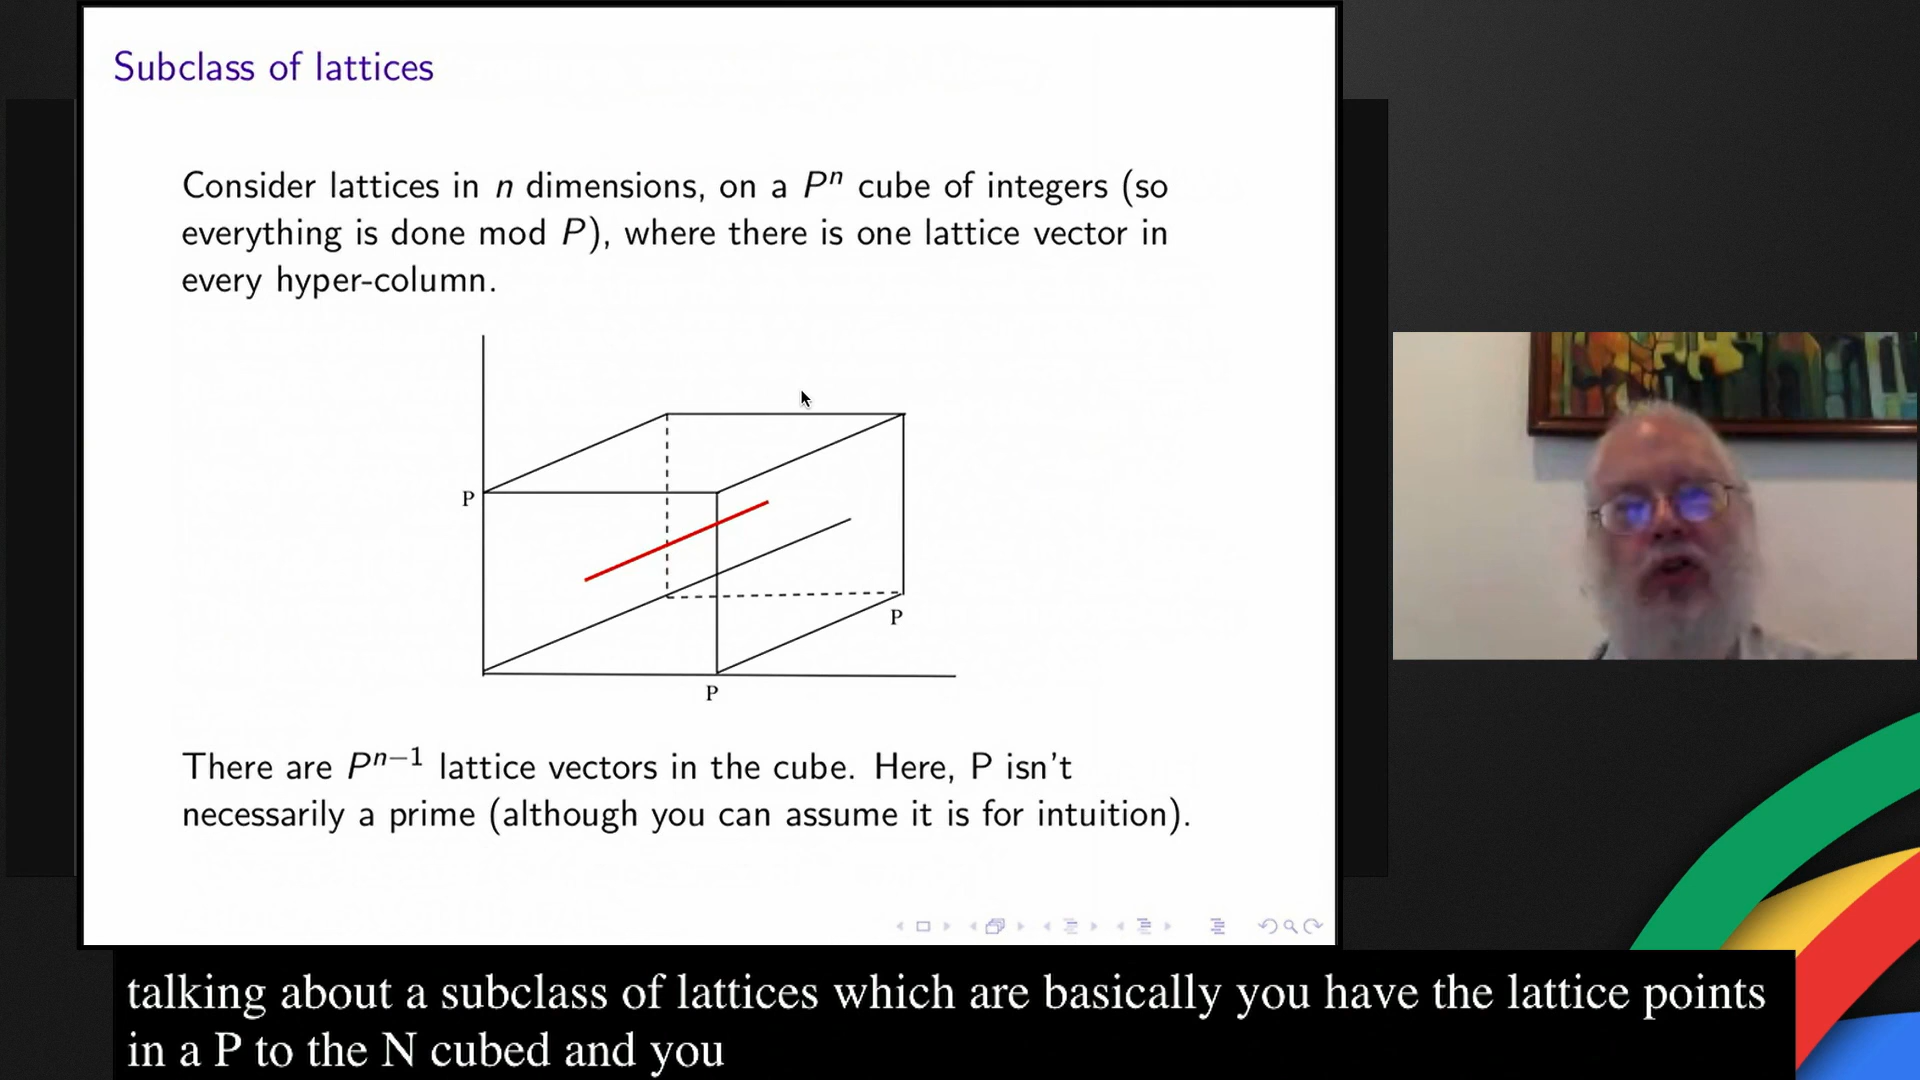 Subclass of lattices
Consider lattices in n dimensions, on a Pⁿ cube of integers (so
everything is done mod P), where there is one lattice vector in
every hyper-column.
P
P
P
There are Pⁿ⁻¹ lattice vectors in the cube. Here, P isn't
necessarily a prime (although you can assume it is for intuition).
talking about a subclass of lattices which are basically you have the lattice points
in a P to the N cubed and you